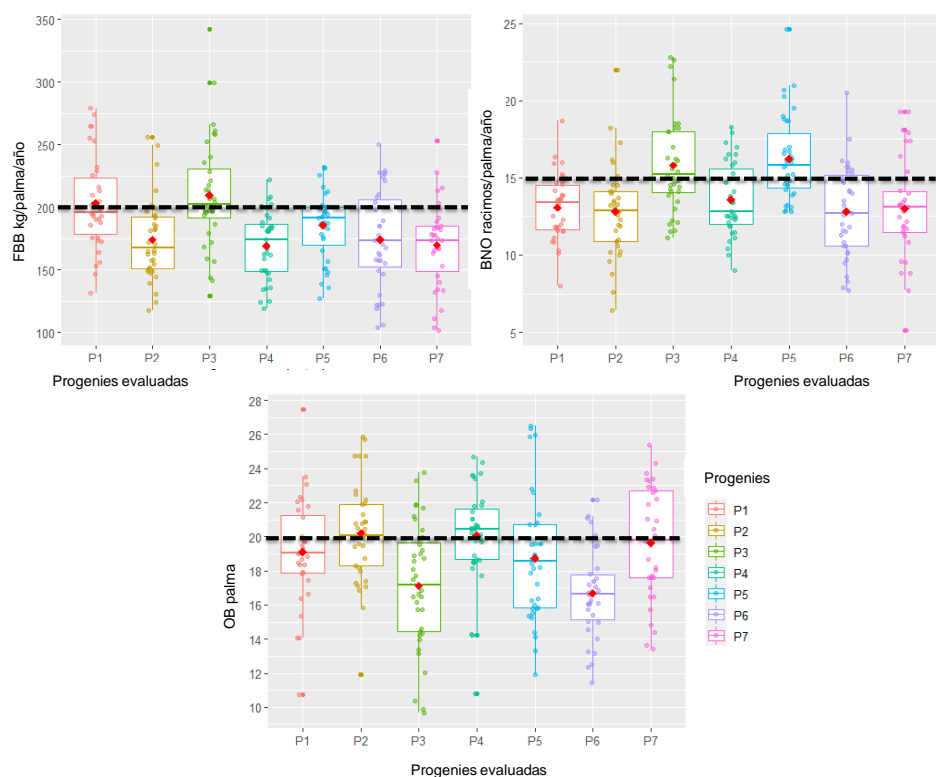 350
300
250
200
150
100
FBB kg/palma/año
P1 P2 P3 P4 P5 P6 P7
Progenies evaluadas
25
20
15
10
5
BNO racimos/palma/año
P1 P2 P3 P4 P5 P6 P7
Progenies evaluadas
28
26
24
22
20
18
16
14
12
10
OB palma
P1 P2 P3 P4 P5 P6 P7
Progenies evaluadas
Progenies
P1
P2
P3
P4
P5
P6
P7